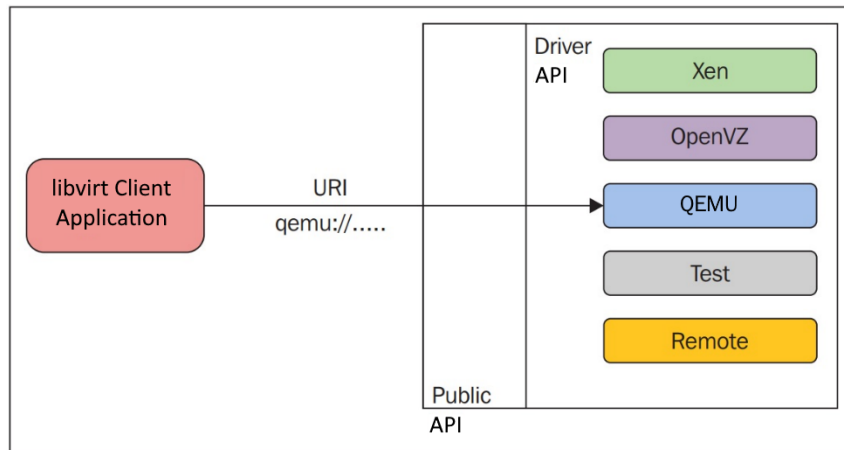 Driver
API
Xen
OpenVZ
libvirt Client
Application
URI
qemu://.....
QEMU
Test
Remote
Public
API